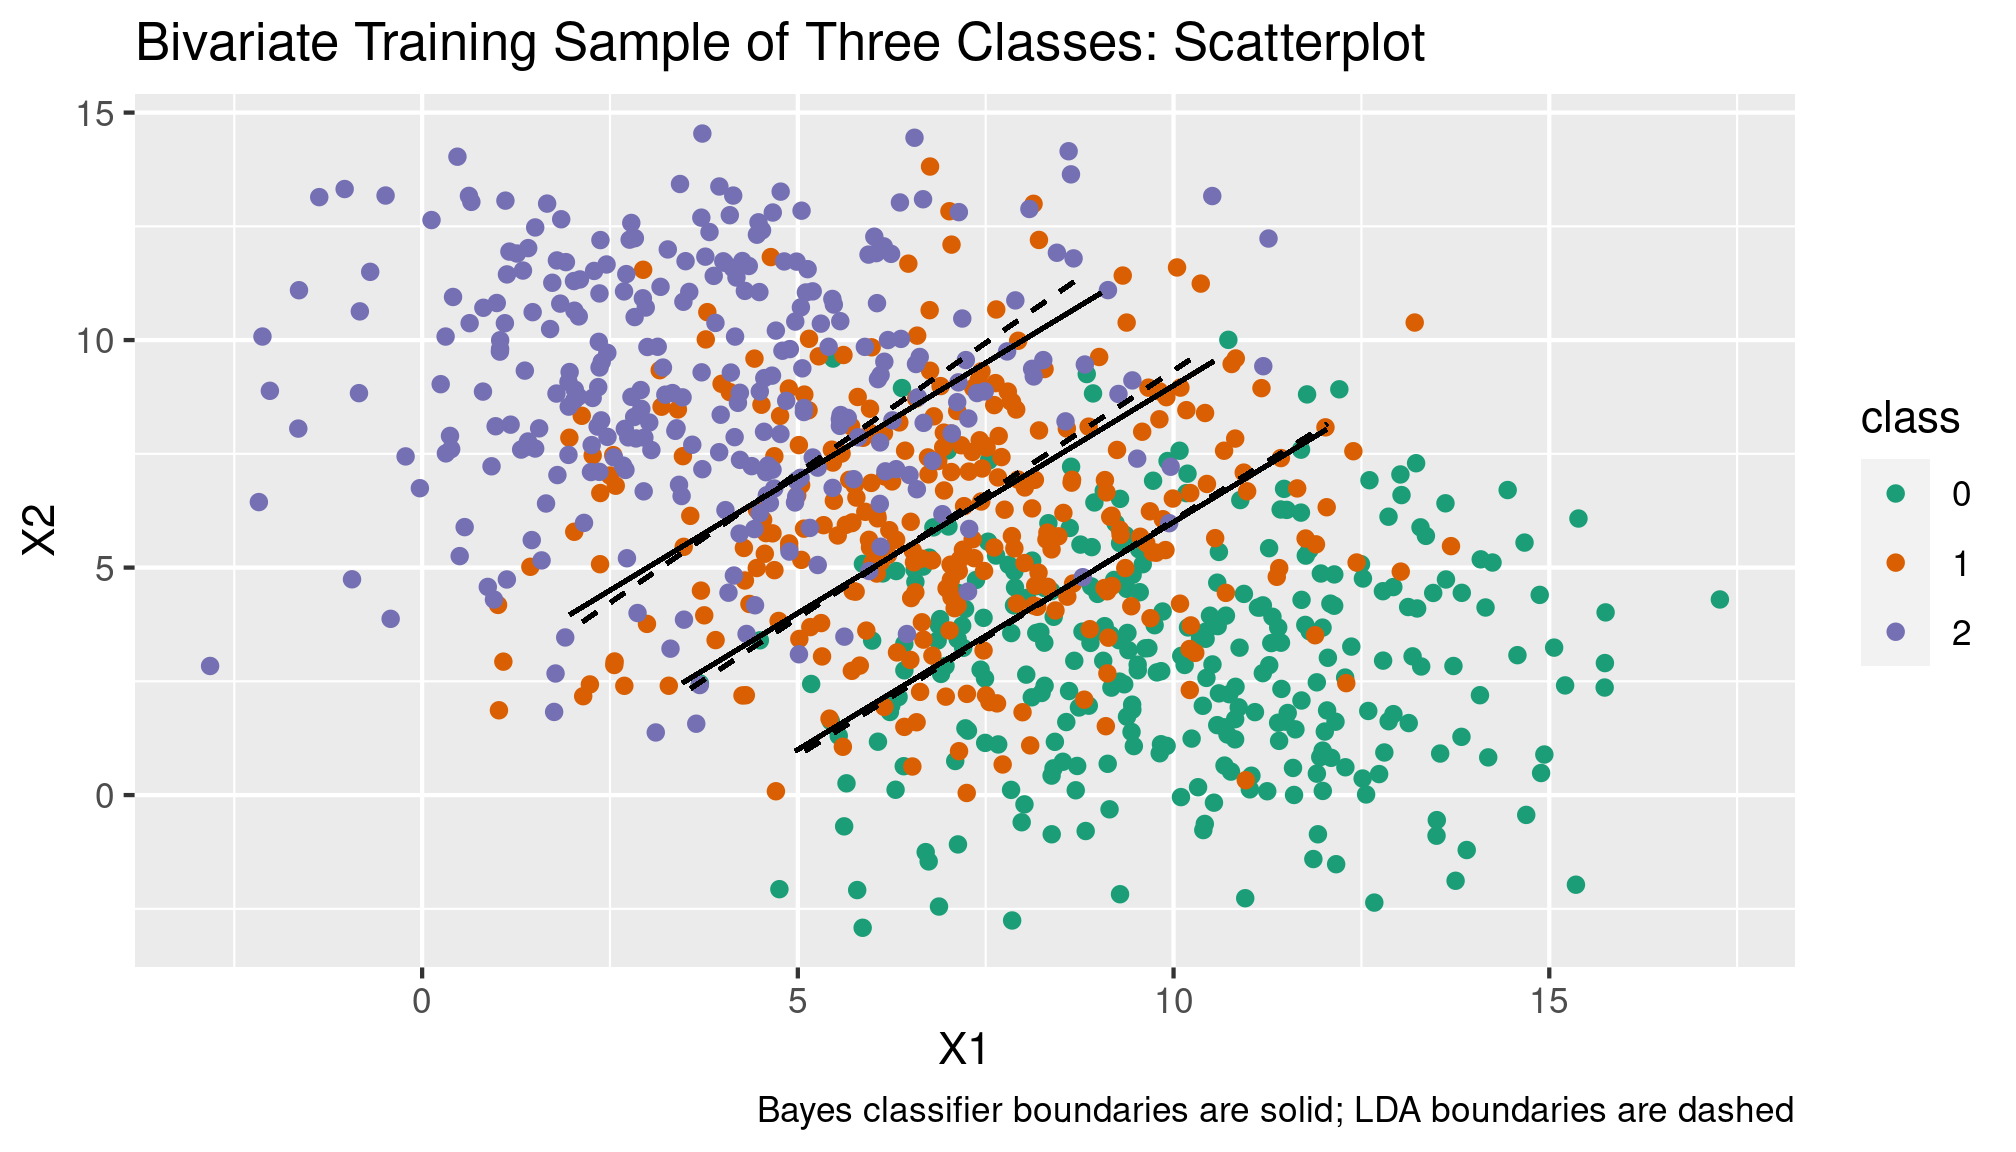 Bivariate Training Sample of Three Classes: Scatterplot
15
10
5
0
X2
0
5
10
15
X1
class
0
1
2
Bayes classifier boundaries are solid; LDA boundaries are dashed